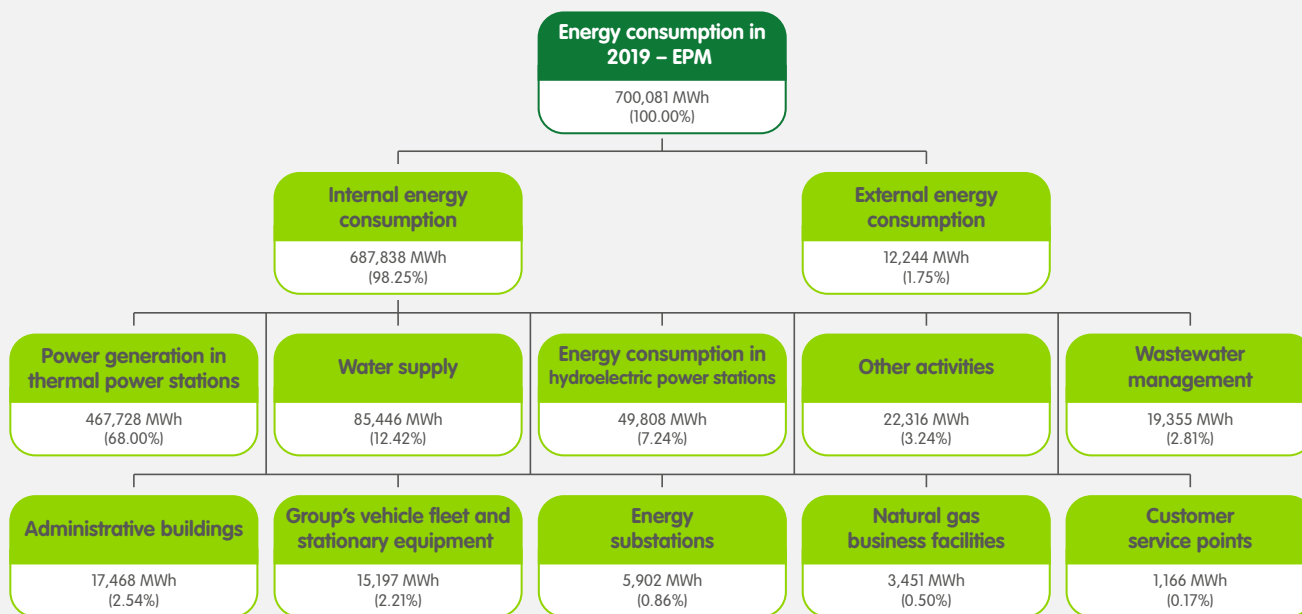 Energy consumption in
2019 – EPM
700,081 MWh
(100.00%)
Internal energy
consumption
687,838 MWh
(98.25%)
External energy
consumption
12,244 MWh
(1.75%)
Power generation in
thermal power stations
467,728 MWh
(68.00%)
Water supply
85,446 MWh
(12.42%)
Energy consumption in
hydroelectric power stations
49,808 MWh
(7.24%)
Other activities
22,316 MWh
(3.24%)
Wastewater
management
19,355 MWh
(2.81%)
Administrative buildings
17,468 MWh
(2.54%)
Group's vehicle fleet and
stationary equipment
15,197 MWh
(2.21%)
Energy
substations
5,902 MWh
(0.86%)
Natural gas
business facilities
3,451 MWh
(0.50%)
Customer
service points
1,166 MWh
(0.17%)